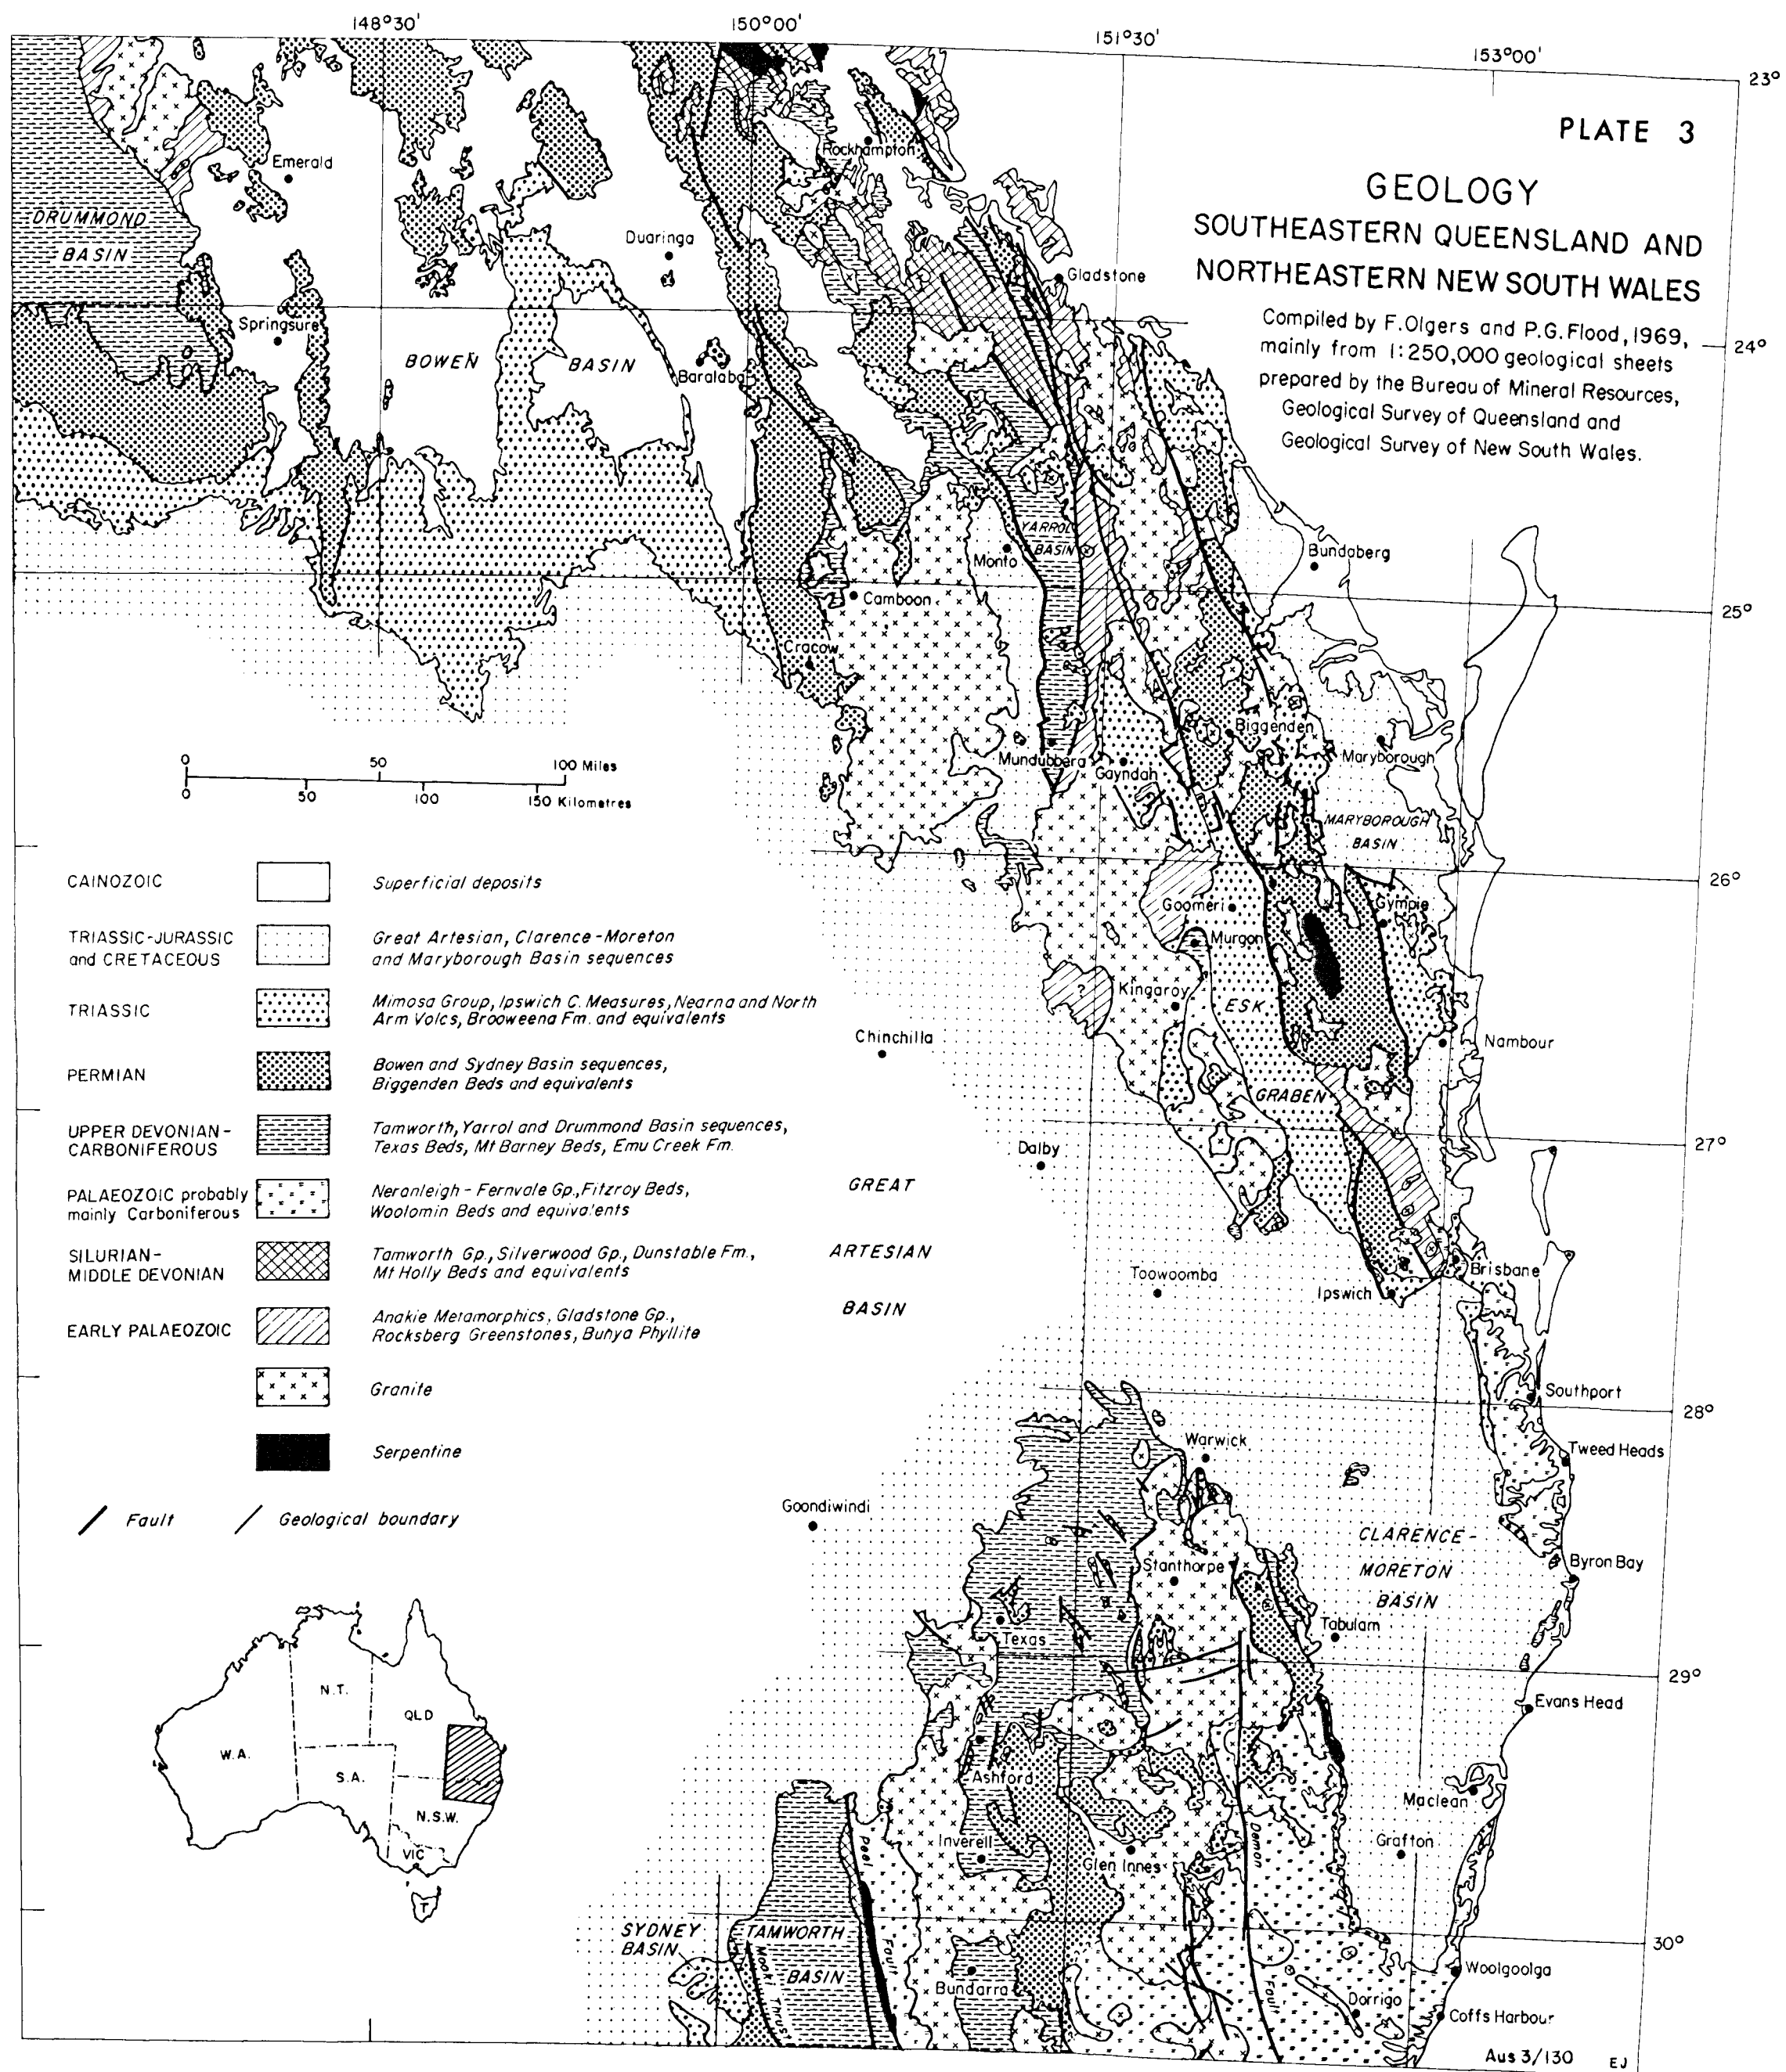 148°30'
150°00'
151°30'
153°00'
23°
PLATE 3
GEOLOGY
SOUTHEASTERN QUEENSLAND AND
NORTHEASTERN NEW SOUTH WALES
Compiled by F.Olgers and P.G.Flood, 1969,
mainly from 1:250,000 geological sheets
prepared by the Bureau of Mineral Resources,
Geological Survey of Queensland and
Geological Survey of New South Wales.
Emerald
Rockhampton
DRUMMOND
BASIN
Duaringa
Gladstone
Springsure
BOWEN
BASIN
Baralaba
24°
YARROL
BASIN
Monto
Bundaberg
Camboon
25°
Cracow
Biggenden
Maryborough
Mundubbera
Gayndah
MARYBOROUGH
BASIN
26°
Goomeri
Gympie
Murgon
?
Kingaroy
ESK
Nambour
Chinchilla
GRABEN
27°
Dalby
GREAT
ARTESIAN
BASIN
Toowoomba
Ipswich
Brisbane
Southport
28°
Tweed Heads
Warwick
Goondiwindi
CLARENCE-
MORETON
BASIN
Byron Bay
Stanthorpe
Texas
Tabulam
29°
Evans Head
Ashford
Maclean
Grafton
Inverell
Glen Innes
Peel
Fault
Demon
Fault
SYDNEY
BASIN
TAMWORTH
BASIN
Mooki Thrust
30°
Woolgoolga
Bundarra
Dorrigo
Coffs Harbour
0 50 100 Miles
0 50 100 150 Kilometres
CAINOZOIC
Superficial deposits
TRIASSIC-JURASSIC
and CRETACEOUS
Great Artesian, Clarence-Moreton
and Maryborough Basin sequences
TRIASSIC
Mimosa Group, Ipswich C. Measures, Nearna and North
Arm Volcs, Brooweena Fm. and equivalents
PERMIAN
Bowen and Sydney Basin sequences,
Biggenden Beds and equivalents
UPPER DEVONIAN-
CARBONIFEROUS
Tamworth, Yarrol and Drummond Basin sequences,
Texas Beds, Mt Barney Beds, Emu Creek Fm.
PALAEOZOIC probably
mainly Carboniferous
Neranleigh-Fernvale Gp., Fitzroy Beds,
Woolomin Beds and equivalents
SILURIAN-
MIDDLE DEVONIAN
Tamworth Gp., Silverwood Gp., Dunstable Fm.,
Mt Holly Beds and equivalents
EARLY PALAEOZOIC
Anakie Metamorphics, Gladstone Gp.,
Rocksberg Greenstones, Bunya Phyllite
Granite
Serpentine
Fault
Geological boundary
N.T.
QLD
W.A.
S.A.
N.S.W.
VIC
T
Aus 3/130
EJ